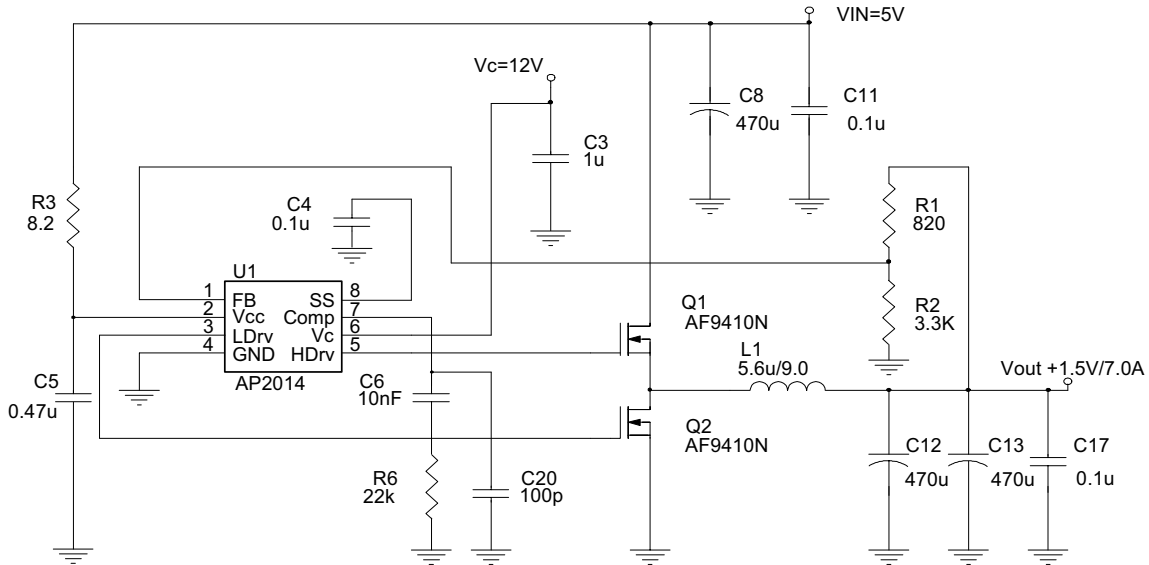 VIN=5V
Vc=12V
C8
470u
C11
0.1u
C3
1u
R3
8.2
C4
0.1u
R1
820
U1
1
2
3
4
FB
Vcc
LDrv
GND
SS
Comp
Vc
HDrv
8
7
6
5
AP2014
Q1
AF9410N
R2
3.3K
L1
5.6u/9.0
Vout +1.5V/7.0A
C5
0.47u
C6
10nF
Q2
AF9410N
R6
22k
C20
100p
C12
470u
C13
470u
C17
0.1u